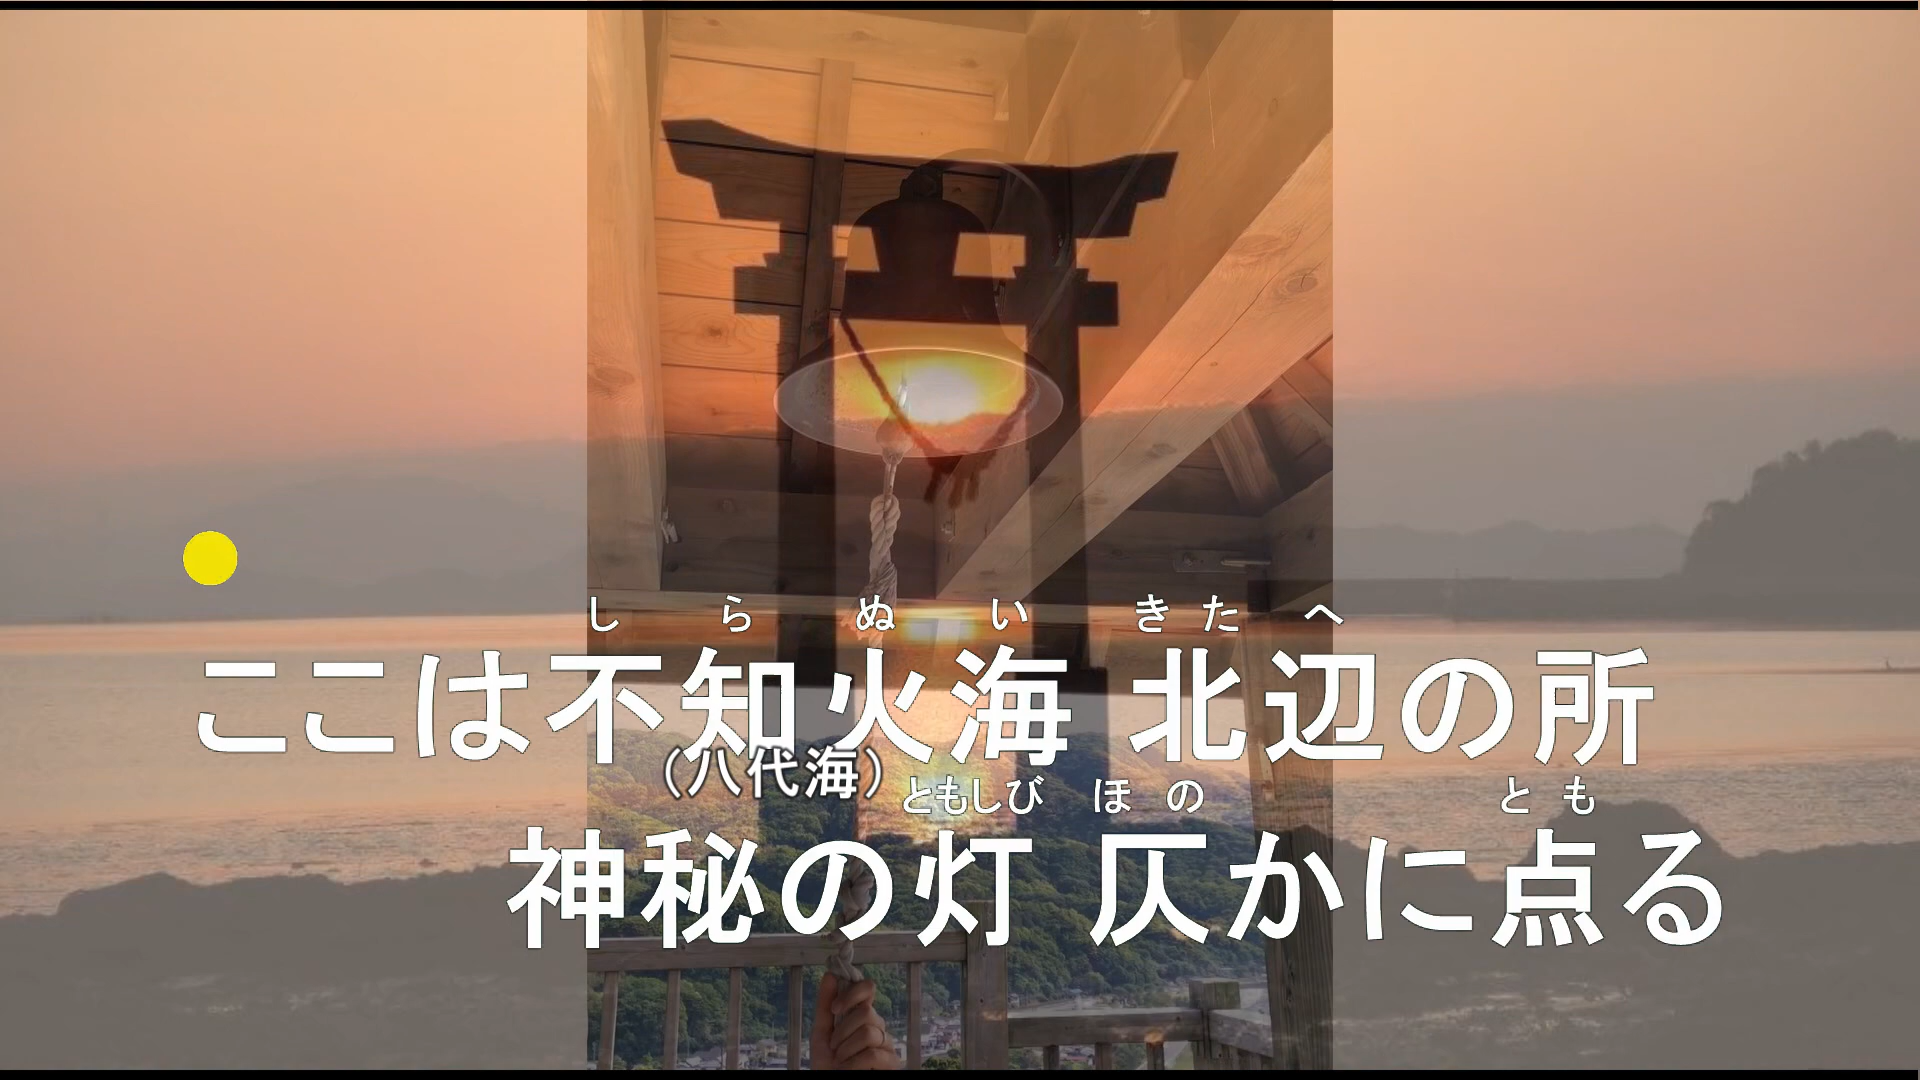 しらぬい きたへ
ここは不知火海 北辺の所
(八代海)
ともしび ほの とも
神秘の灯 仄かに点る